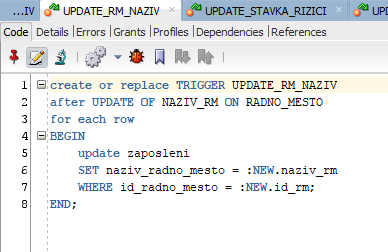 ...IV UPDATE_RM_NAZIV UPDATE_STAVKA_RIZICI UPD
Code Details Errors Grants Profiles Dependencies References
1 create or replace TRIGGER UPDATE_RM_NAZIV
2 after UPDATE OF NAZIV_RM ON RADNO_MESTO
3 for each row
4 BEGIN
5 update zaposleni
6 SET naziv_radno_mesto = :NEW.naziv_rm
7 WHERE id_radno_mesto = :NEW.id_rm;
8 END;